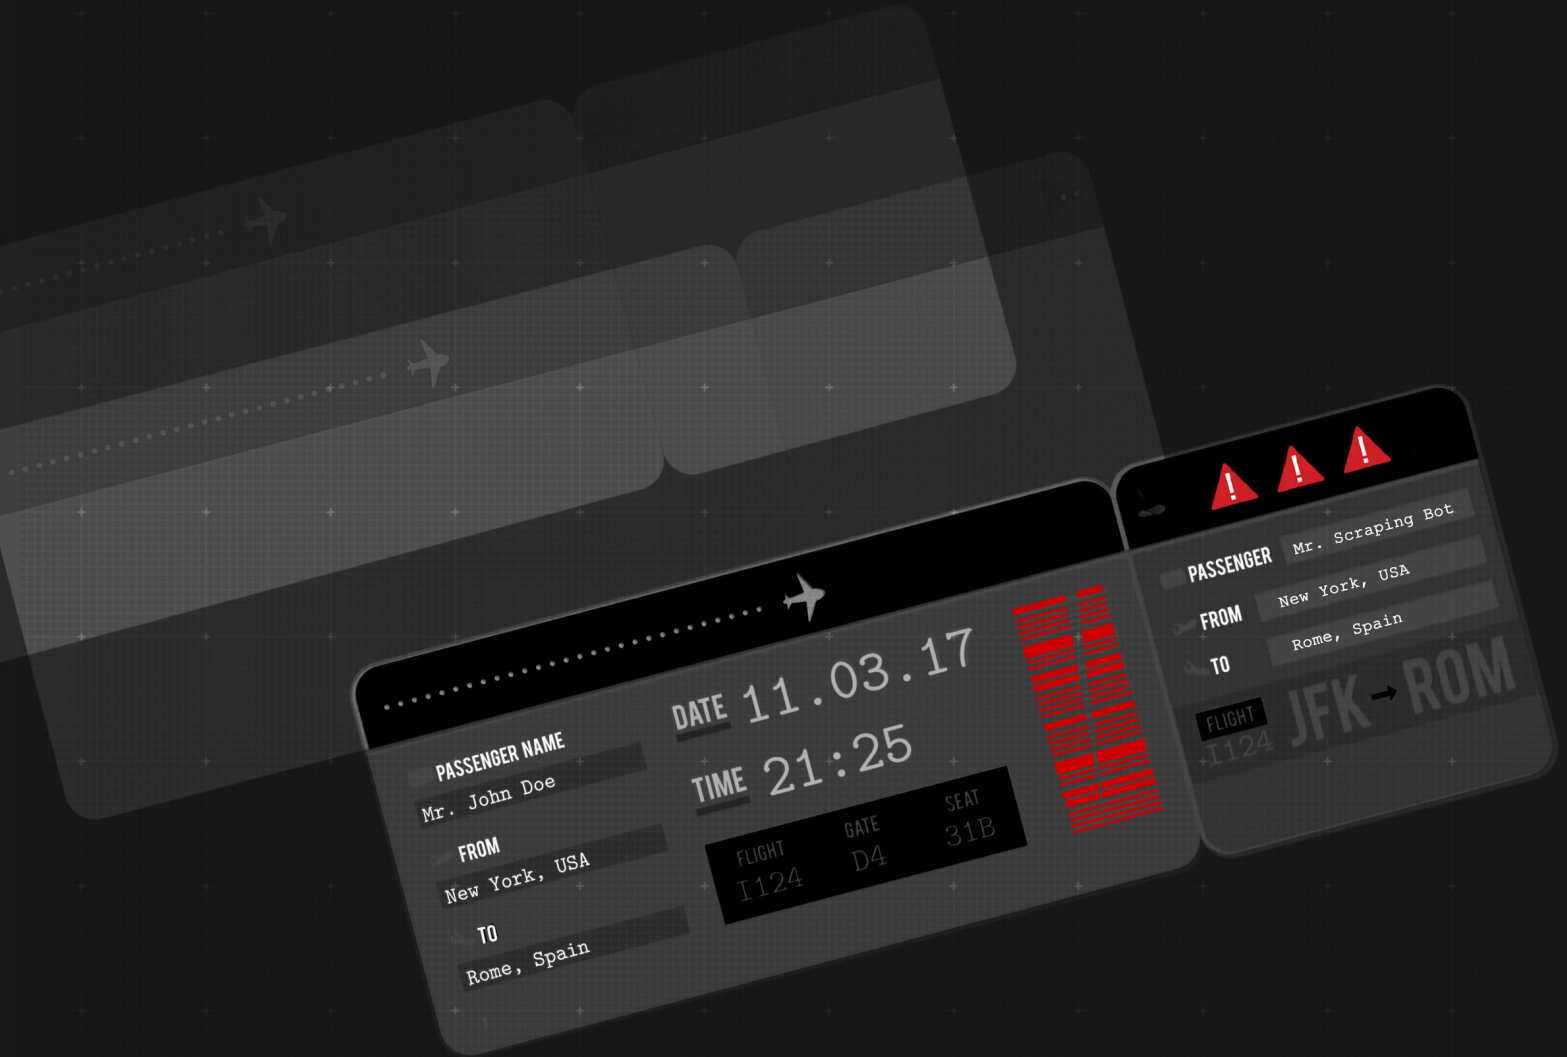 PASSENGER NAME
Mr. John Doe
FROM
New York, USA
TO
Rome, Spain
DATE 11.03.17
TIME 21:25
FLIGHT GATE SEAT
I124 D4 31B
! ! !
PASSENGER Mr. Scraping Bot
FROM New York, USA
TO Rome, Spain
FLIGHT
I124
JFK → ROM